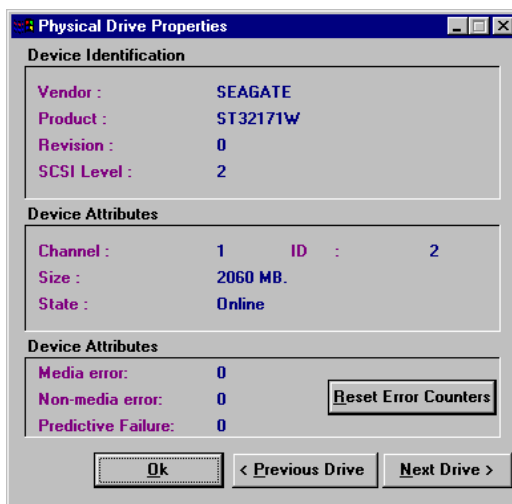 Physical Drive Properties
Device Identification
Vendor : SEAGATE
Product : ST32171W
Revision : 0
SCSI Level : 2
Device Attributes
Channel : 1 ID : 2
Size : 2060 MB.
State : Online
Device Attributes
Media error: 0
Non-media error: 0
Predictive Failure: 0
Reset Error Counters
Ok < Previous Drive Next Drive >